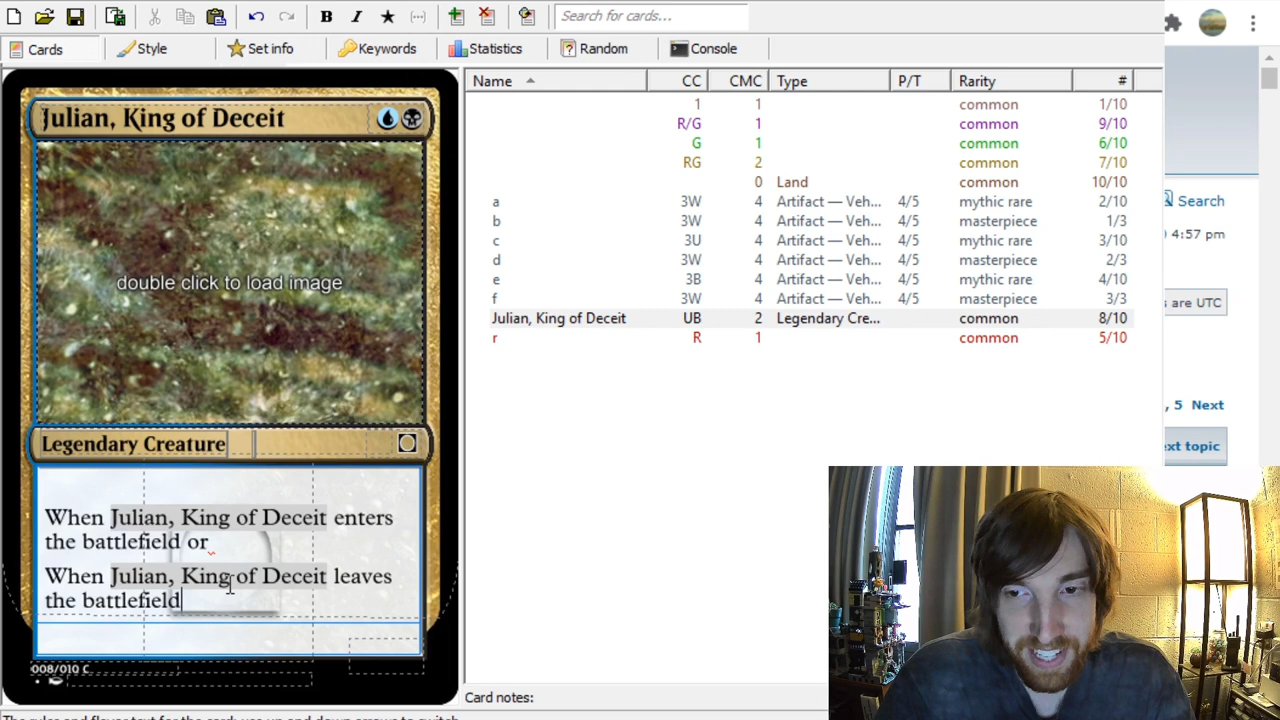 Search for cards...
Cards Style Set info Keywords Statistics Random Console
Name CC CMC Type P/T Rarity #
1 1 common 1/10
R/G 1 common 9/10
G 1 common 6/10
RG 2 common 7/10
0 Land common 10/10
a 3W 4 Artifact — Veh... 4/5 mythic rare 2/10
b 3W 4 Artifact — Veh... 4/5 masterpiece 1/3
c 3U 4 Artifact — Veh... 4/5 mythic rare 3/10
d 3W 4 Artifact — Veh... 4/5 masterpiece 2/3
e 3B 4 Artifact — Veh... 4/5 mythic rare 4/10
f 3W 4 Artifact — Veh... 4/5 masterpiece 3/3
Julian, King of Deceit UB 2 Legendary Cre... common 8/10
r R 1 common 5/10
Julian, King of Deceit
double click to load image
Legendary Creature
When Julian, King of Deceit enters
the battlefield or
When Julian, King of Deceit leaves
the battlefield
008/010 C
Card notes:
Search
4:57 pm
s are UTC
, 5 Next
ext topic